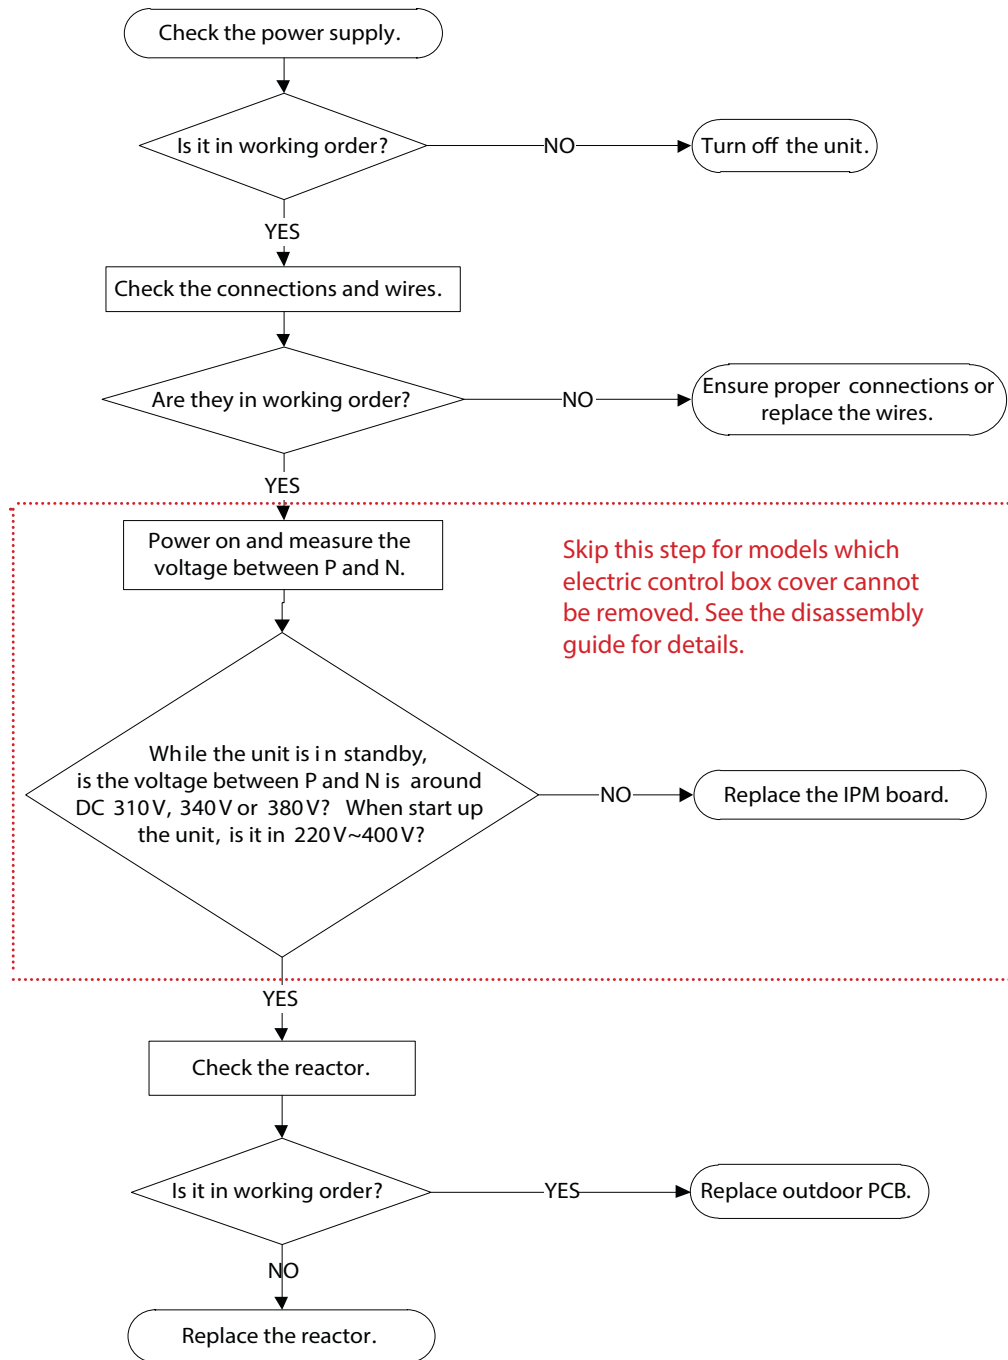 Check the power supply.
Is it in working order?
NO
Turn off the unit.
YES
Check the connections and wires.
Are they in working order?
NO
Ensure proper connections or
replace the wires.
YES
Power on and measure the
voltage between P and N.
Skip this step for models which
electric control box cover cannot
be removed. See the disassembly
guide for details.
While the unit is in standby,
is the voltage between P and N is around
DC 310V, 340V or 380V? When start up
the unit, is it in 220V~400V?
NO
Replace the IPM board.
YES
Check the reactor.
Is it in working order?
YES
Replace outdoor PCB.
NO
Replace the reactor.